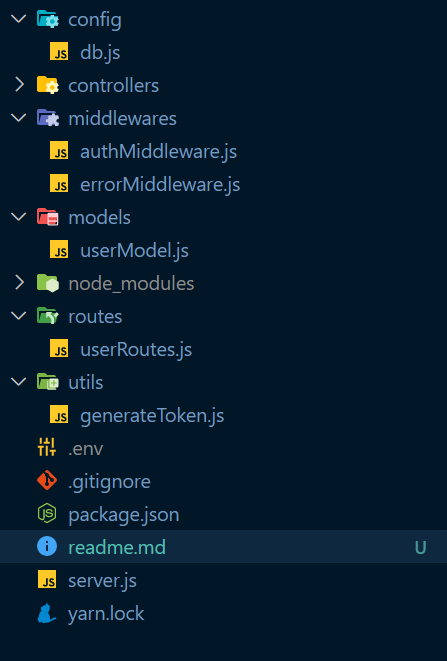 config
JS db.js
controllers
middlewares
JS authMiddleware.js
JS errorMiddleware.js
models
JS userModel.js
node_modules
routes
JS userRoutes.js
utils
JS generateToken.js
.env
.gitignore
JS package.json
i readme.md U
JS server.js
yarn.lock